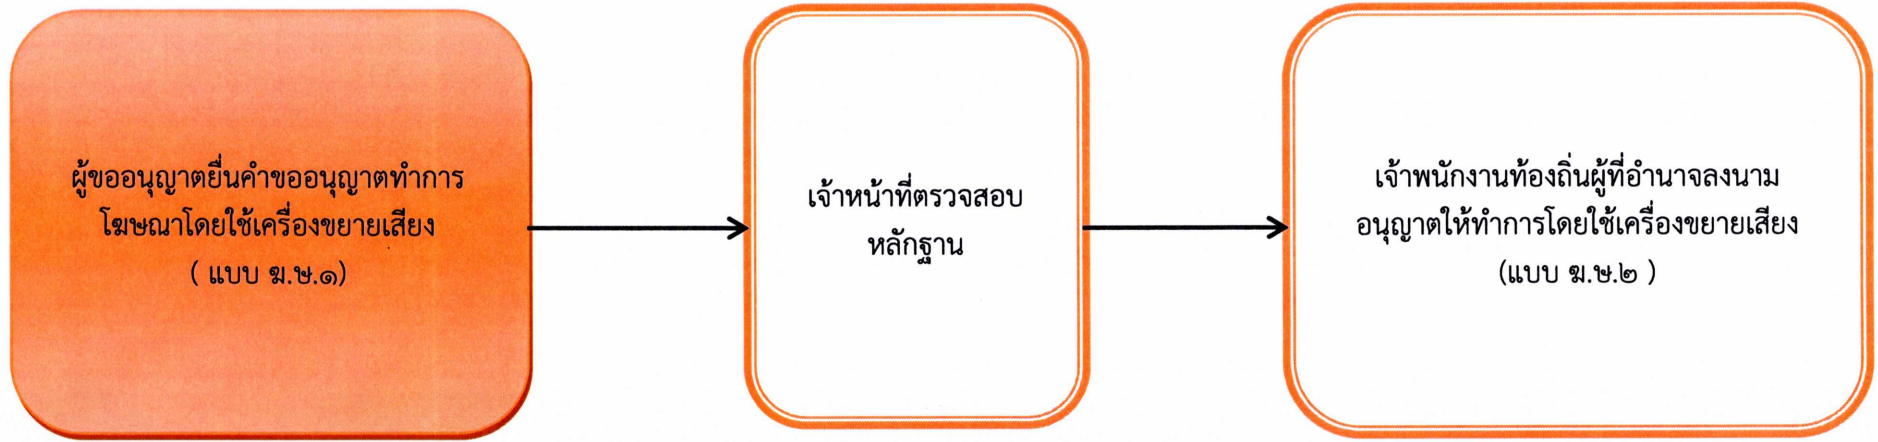 ผู้ขออนุญาตยื่นคำขออนุญาตทำการ
โฆษณาโดยใช้เครื่องขยายเสียง
( แบบ ฆ.ษ.๑)
เจ้าหน้าที่ตรวจสอบ
หลักฐาน
เจ้าพนักงานท้องถิ่นผู้ที่อำนาจลงนาม
อนุญาตให้ทำการโดยใช้เครื่องขยายเสียง
(แบบ ฆ.ษ.๒ )